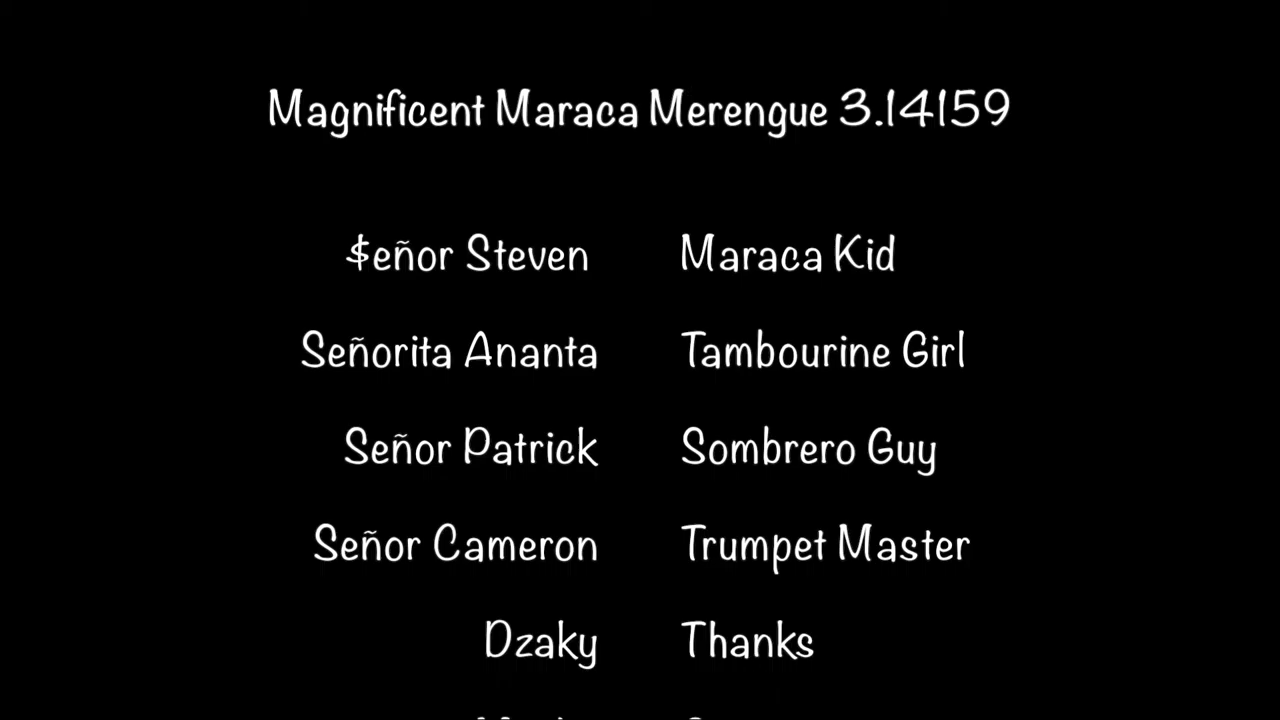 Magnificent Maraca Merengue 3.14159
$eñor Steven Maraca Kid
Señorita Ananta Tambourine Girl
Señor Patrick Sombrero Guy
Señor Cameron Trumpet Master
Dzaky Thanks